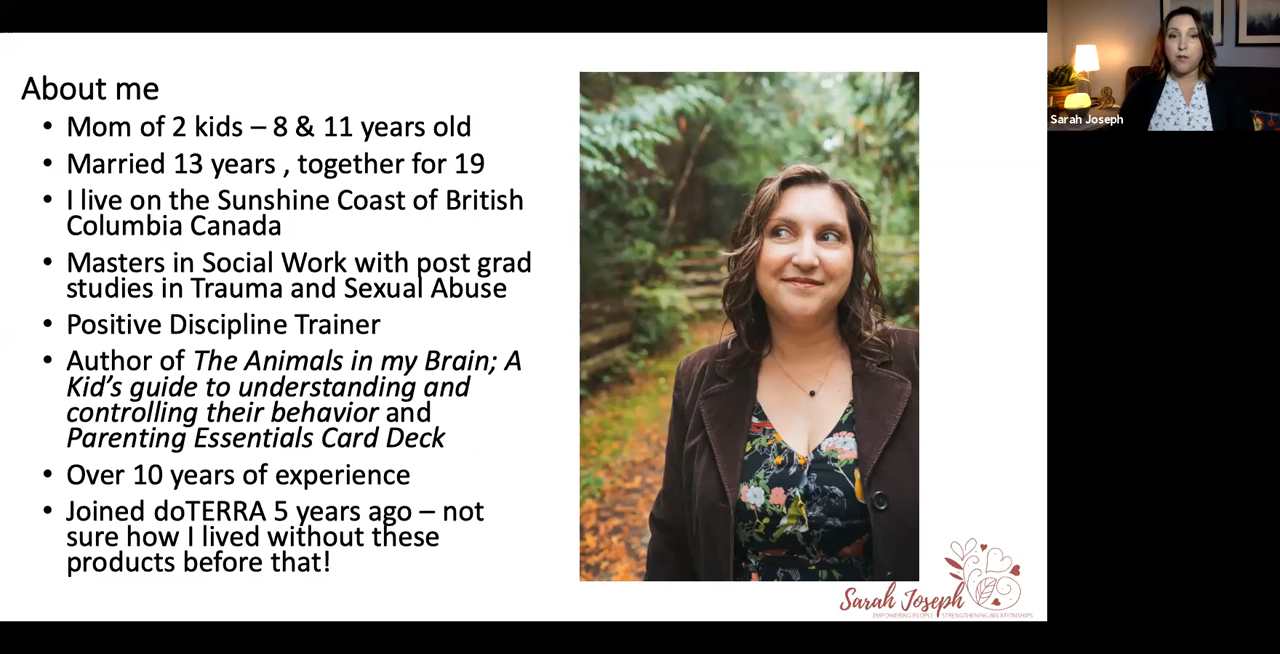 About me
• Mom of 2 kids – 8 & 11 years old
• Married 13 years , together for 19
• I live on the Sunshine Coast of British
Columbia Canada
• Masters in Social Work with post grad
studies in Trauma and Sexual Abuse
• Positive Discipline Trainer
• Author of The Animals in my Brain; A
Kid’s guide to understanding and
controlling their behavior and
Parenting Essentials Card Deck
• Over 10 years of experience
• Joined doTERRA 5 years ago – not
sure how I lived without these
products before that!
Sarah Joseph
EMPOWERING PEOPLE STRENGTHENING RELATIONSHIPS
Sarah Joseph